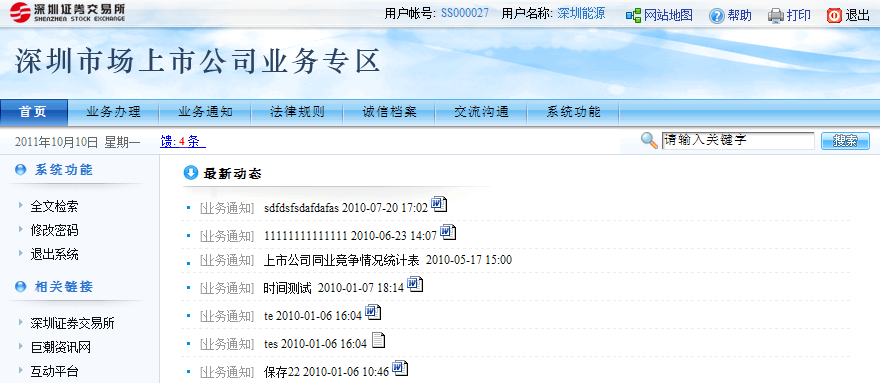 深圳证券交易所
SHENZHEN STOCK EXCHANGE
用户帐号: SS000027 用户名称: 深圳能源 网站地图 帮助 打印 退出
深圳市场上市公司业务专区
首页 业务办理 业务通知 法律规则 诚信档案 交流沟通 系统功能
2011年10月10日 星期一 馈: 4 条 请输入关键字 搜索
系统功能
全文检索
修改密码
退出系统
相关链接
深圳证券交易所
巨潮资讯网
互动平台
最新动态
[业务通知] sdfdsfsdafdafas 2010-07-20 17:02
[业务通知] 11111111111111 2010-06-23 14:07
[业务通知] 上市公司同业竞争情况统计表 2010-05-17 15:00
[业务通知] 时间测试 2010-01-07 18:14
[业务通知] te 2010-01-06 16:04
[业务通知] tes 2010-01-06 16:04
[业务通知] 保存22 2010-01-06 10:46